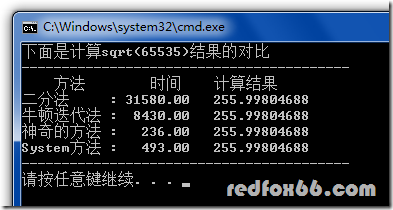 C:\Windows\system32\cmd.exe
下面是计算sqrt(65535)结果的对比
----------------------------------------
方法 时间 计算结果
二分法 : 31580.00 255.99804688
牛顿迭代法 : 8430.00 255.99804688
神奇的方法 : 236.00 255.99804688
System方法 : 493.00 255.99804688
----------------------------------------
请按任意键继续. . .
redfox66.com